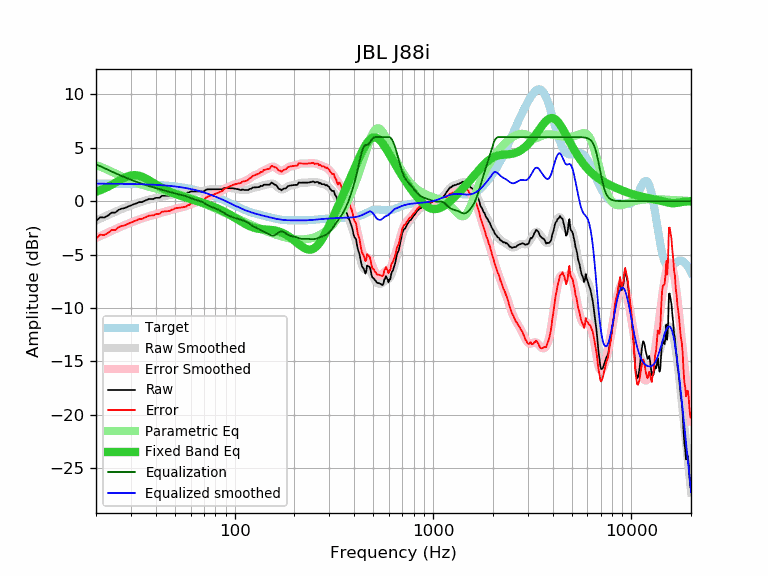 JBL J88i
10
5
0
−5
−10
−15
−20
−25
Amplitude (dBr)
Target
Raw Smoothed
Error Smoothed
Raw
Error
Parametric Eq
Fixed Band Eq
Equalization
Equalized smoothed
100
1000
10000
Frequency (Hz)